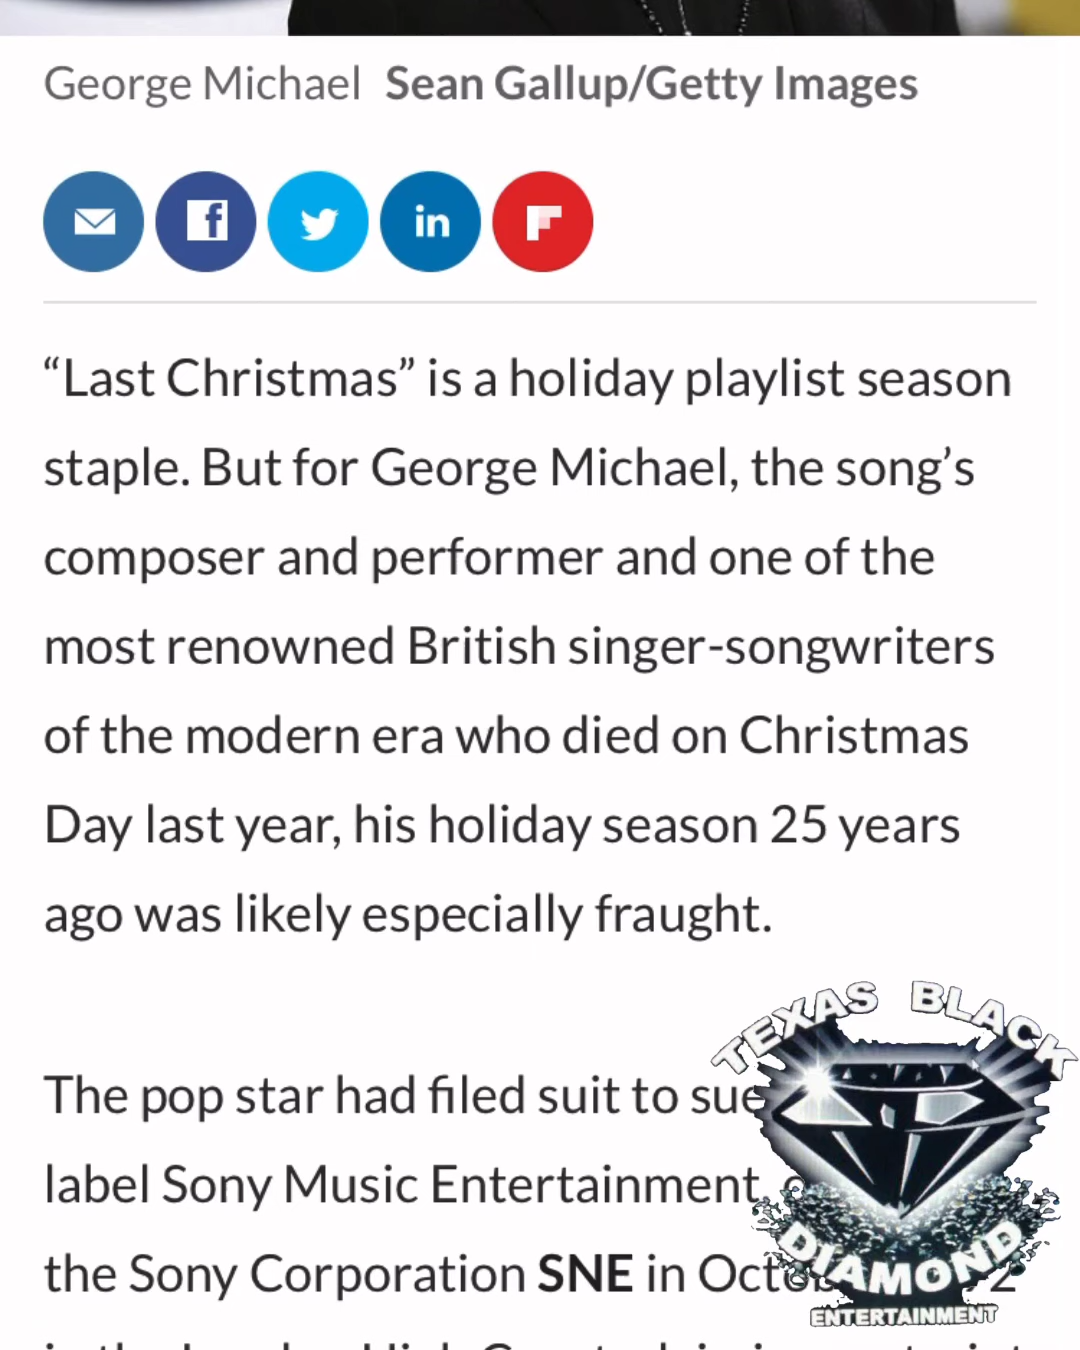 George Michael Sean Gallup/Getty Images
“Last Christmas” is a holiday playlist season
staple. But for George Michael, the song’s
composer and performer and one of the
most renowned British singer-songwriters
of the modern era who died on Christmas
Day last year, his holiday season 25 years
ago was likely especially fraught.
The pop star had filed suit to sue
label Sony Music Entertainment,
the Sony Corporation SNE in
TEXAS BLACK
DIAMOND
ENTERTAINMENT